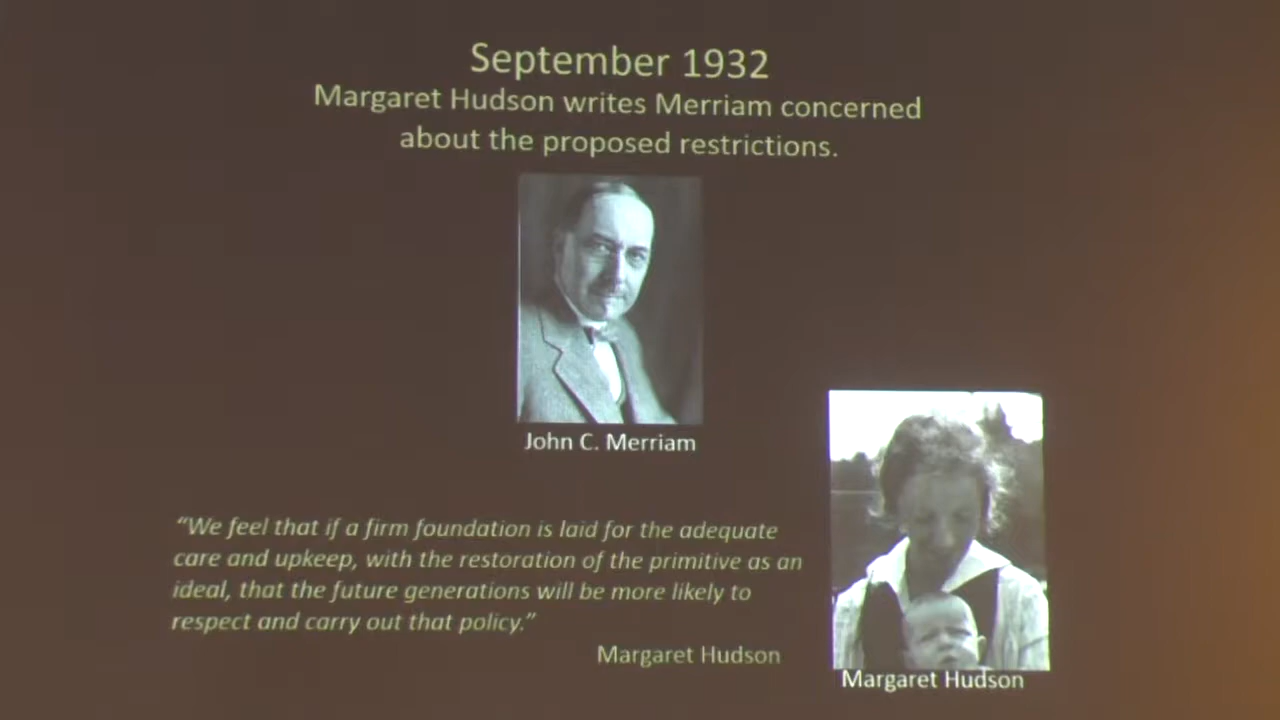 September 1932
Margaret Hudson writes Merriam concerned
about the proposed restrictions.
John C. Merriam
“We feel that if a firm foundation is laid for the adequate
care and upkeep, with the restoration of the primitive as an
ideal, that the future generations will be more likely to
respect and carry out that policy.”
Margaret Hudson
Margaret Hudson